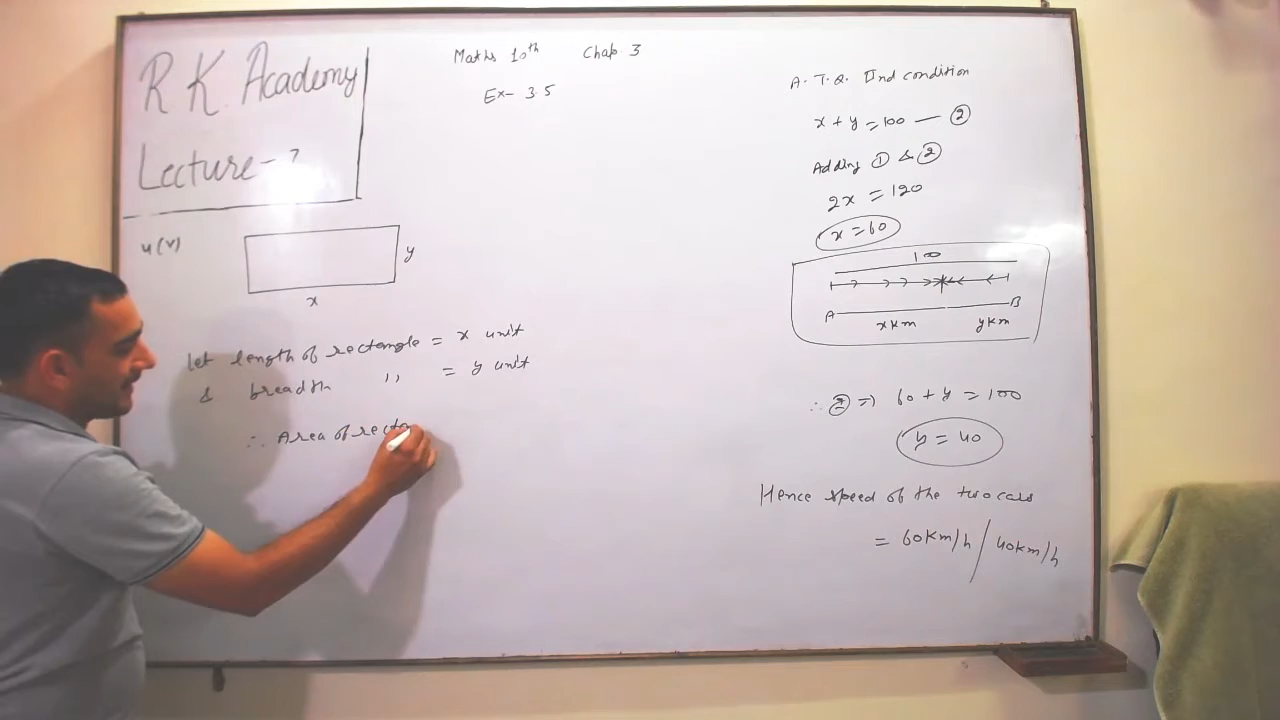 R K Academy
Lecture - 7
Maths 10th Chap 3
Ex- 3.5
4(v)
y
x
let length of rectangle = x unit
& breadth " = y unit
∴ Area of recta
A. T. Q. IInd condition
x + y = 100 — ②
Adding ① & ②
2x = 120
x = 60
100
A B
x km y km
∴ ② ⇒ 60 + y = 100
y = 40
Hence speed of the two cars
= 60 km/h / 40 km/h